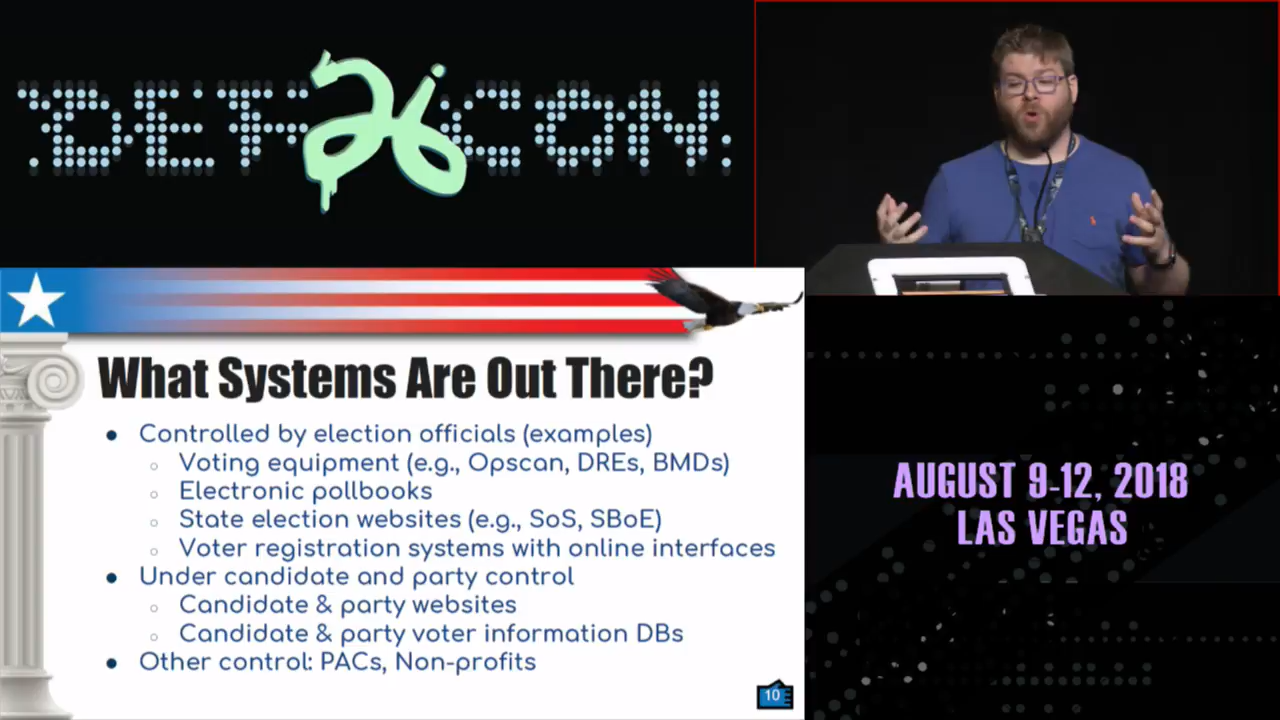 DEF CON 26
What Systems Are Out There?
● Controlled by election officials (examples)
○ Voting equipment (e.g., Opscan, DREs, BMDs)
○ Electronic pollbooks
○ State election websites (e.g., SoS, SBoE)
○ Voter registration systems with online interfaces
● Under candidate and party control
○ Candidate & party websites
○ Candidate & party voter information DBs
● Other control: PACs, Non-profits
10
AUGUST 9-12, 2018
LAS VEGAS